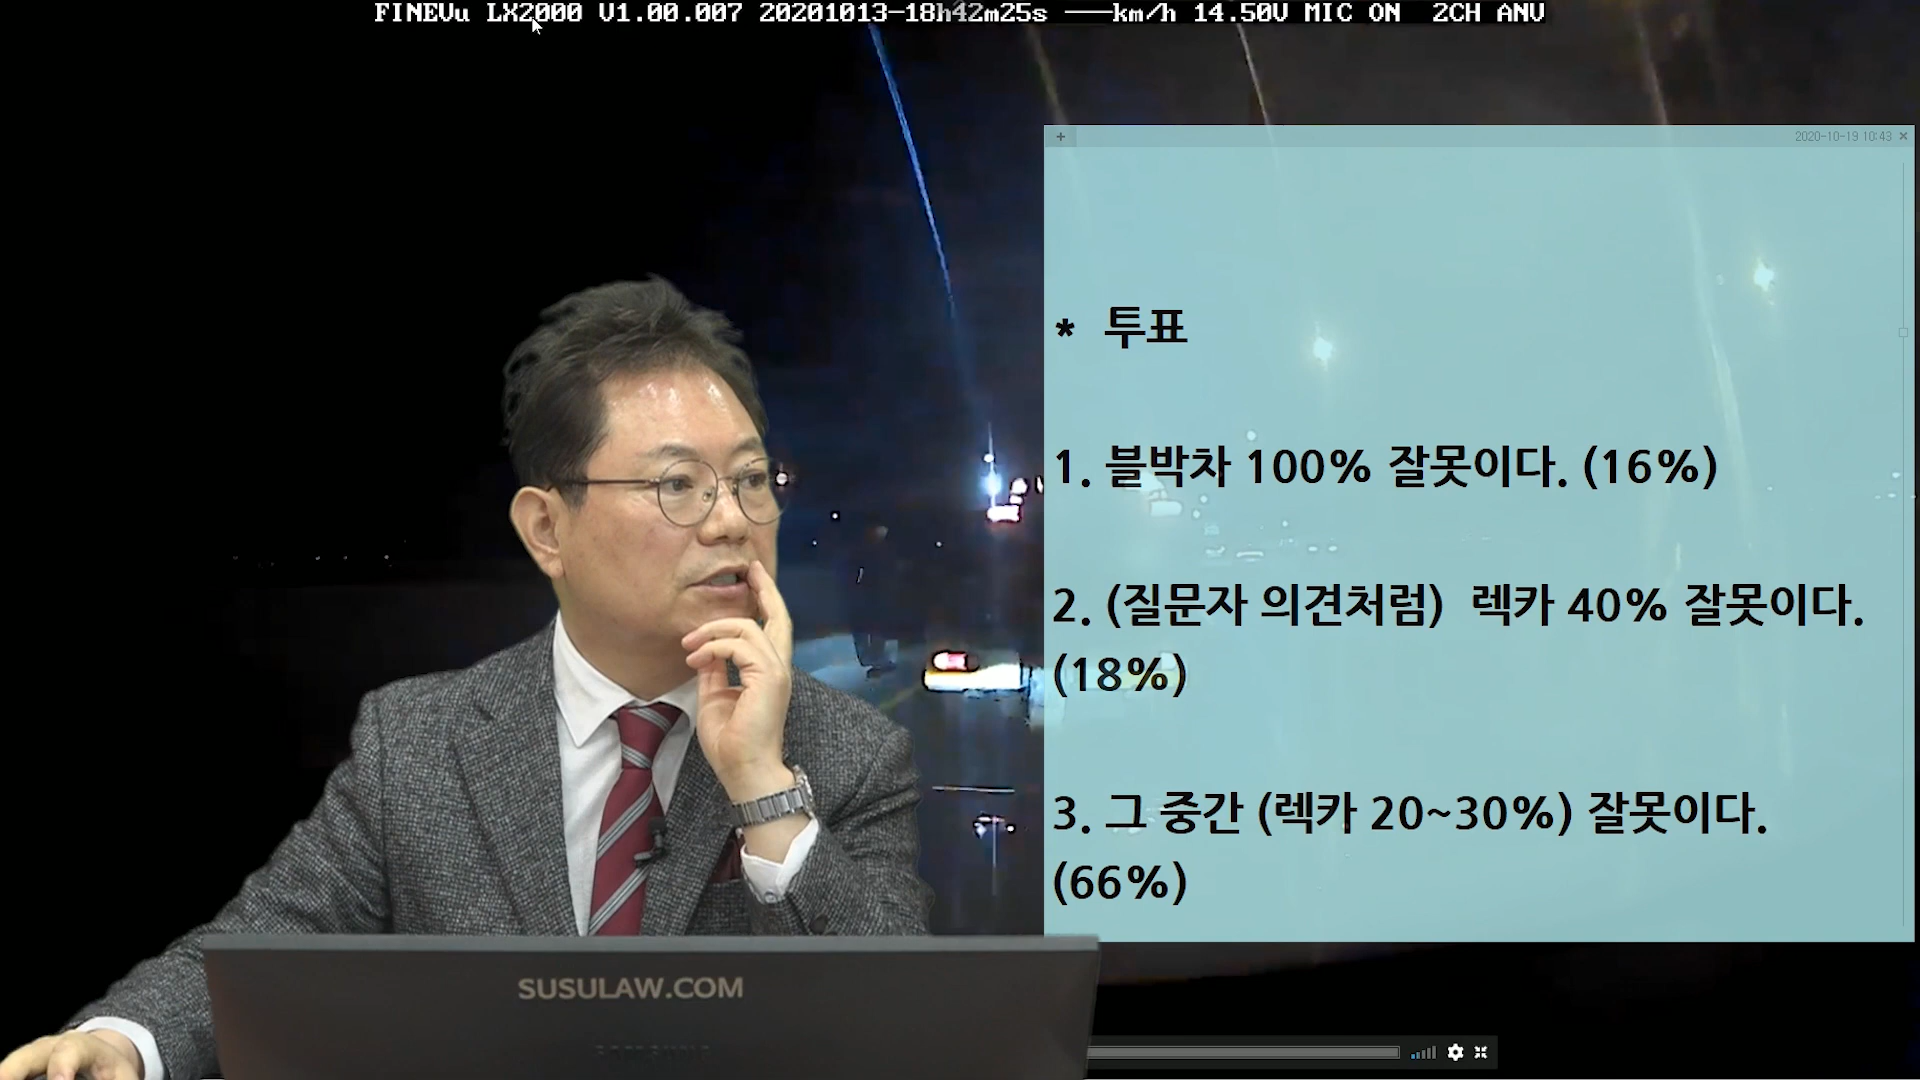 FINEVu LX2000 V1.00.007 20201013-18h42m25s ---km/h 14.50V MIC ON 2CH ANV
2020-10-19 10:43
* 투표
1. 블박차 100% 잘못이다. (16%)
2. (질문자 의견처럼) 렉카 40% 잘못이다.
(18%)
3. 그 중간 (렉카 20~30%) 잘못이다.
(66%)
SUSULAW.COM